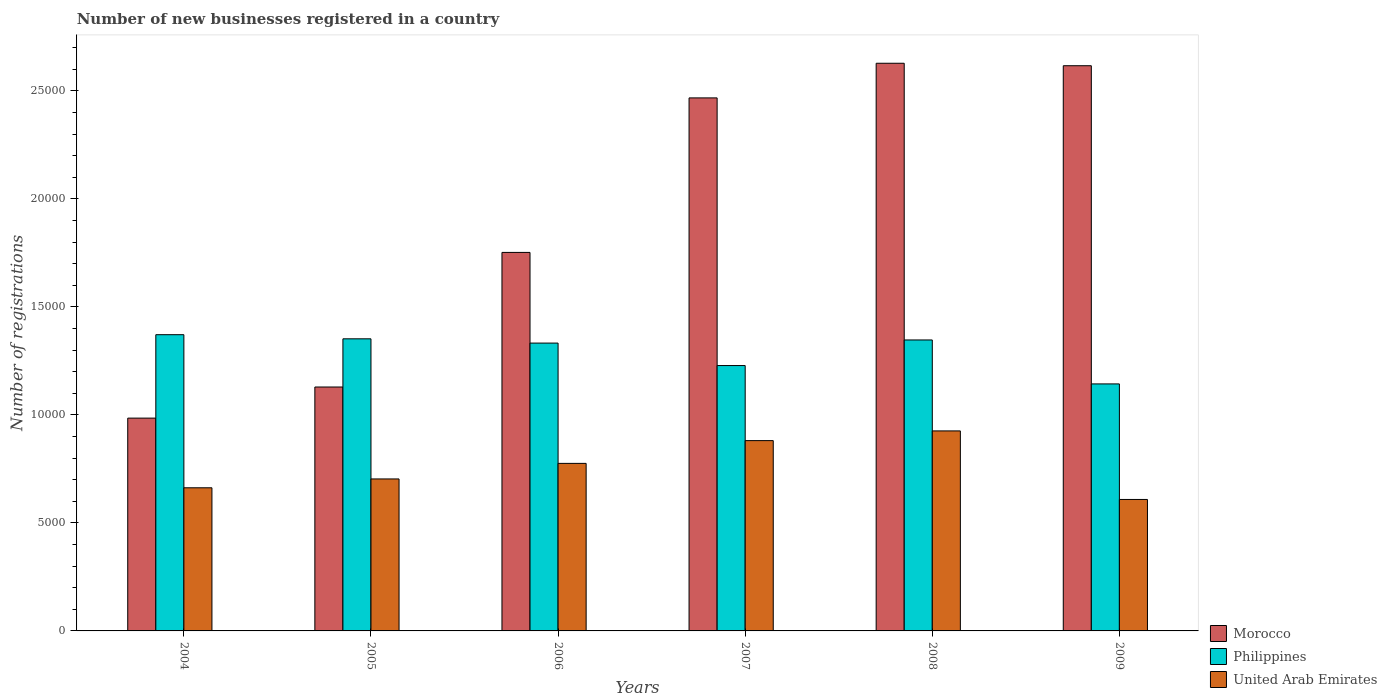 Number of new businesses registered in a country
Number of registrations
25000
20000
15000
10000
5000
0
2004
2005
2006
2007
2008
2009
Years
Morocco
Philippines
United Arab Emirates